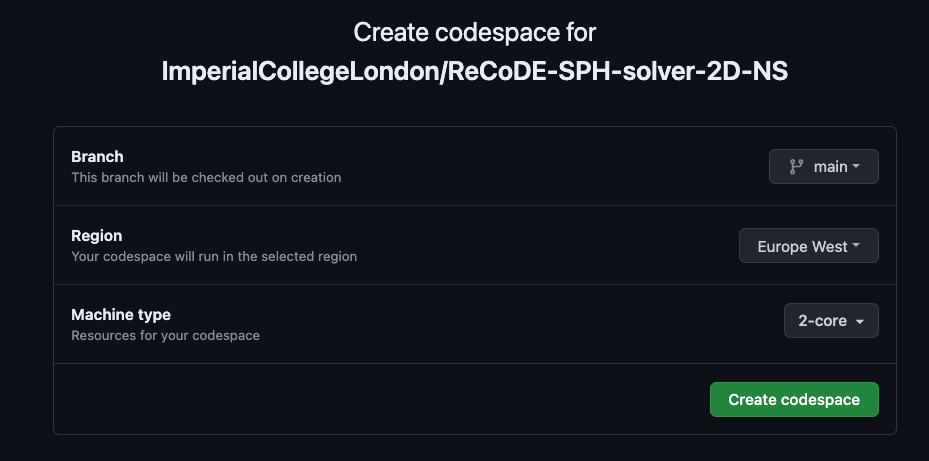 Create codespace for
ImperialCollegeLondon/ReCoDE-SPH-solver-2D-NS
Branch
This branch will be checked out on creation
main
Region
Your codespace will run in the selected region
Europe West
Machine type
Resources for your codespace
2-core
Create codespace